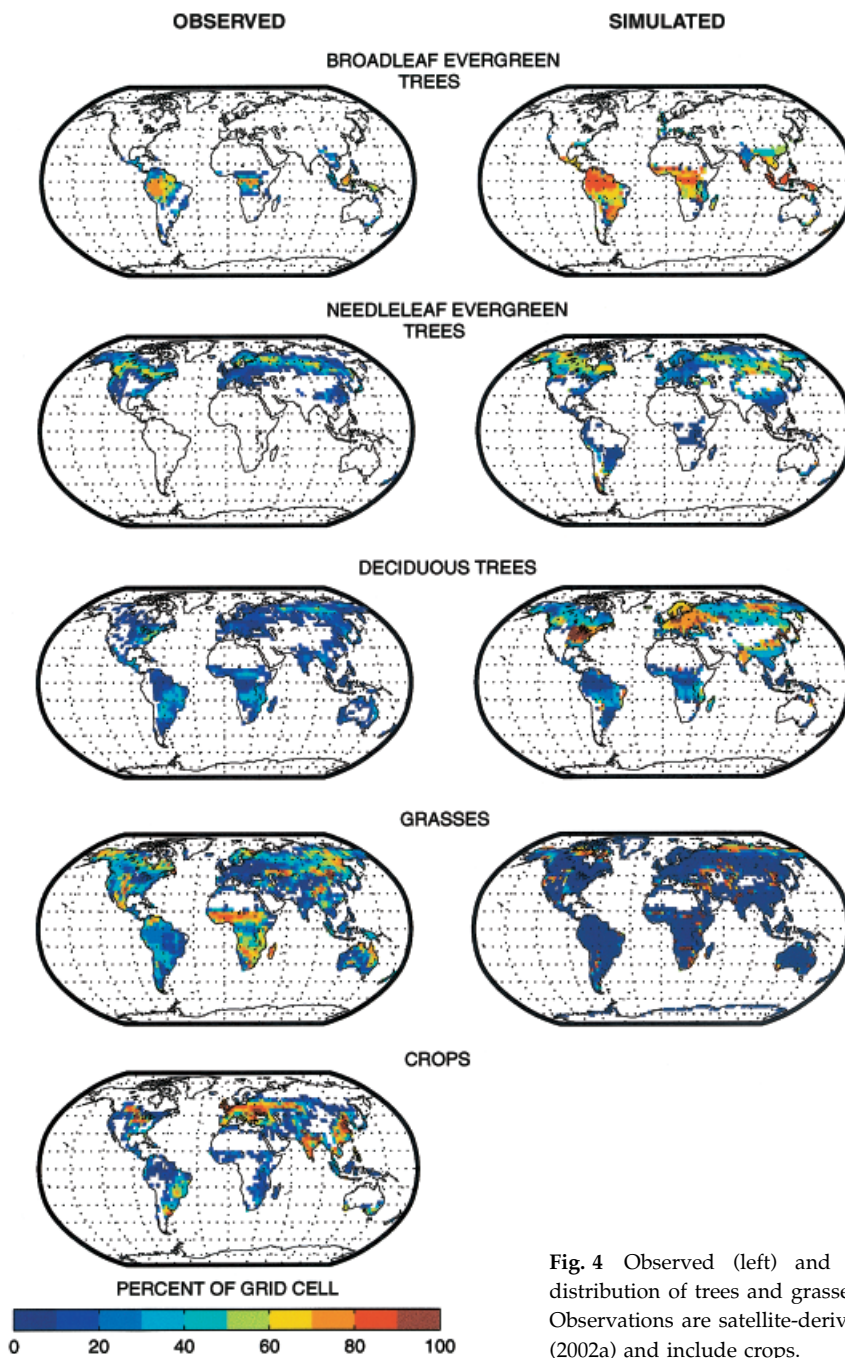 OBSERVED
SIMULATED
BROADLEAF EVERGREEN
TREES
NEEDLELEAF EVERGREEN
TREES
DECIDUOUS TREES
GRASSES
CROPS
PERCENT OF GRID CELL
0 20 40 60 80 100
Fig. 4 Observed (left) and
distribution of trees and grasse
Observations are satellite-deriv
(2002a) and include crops.